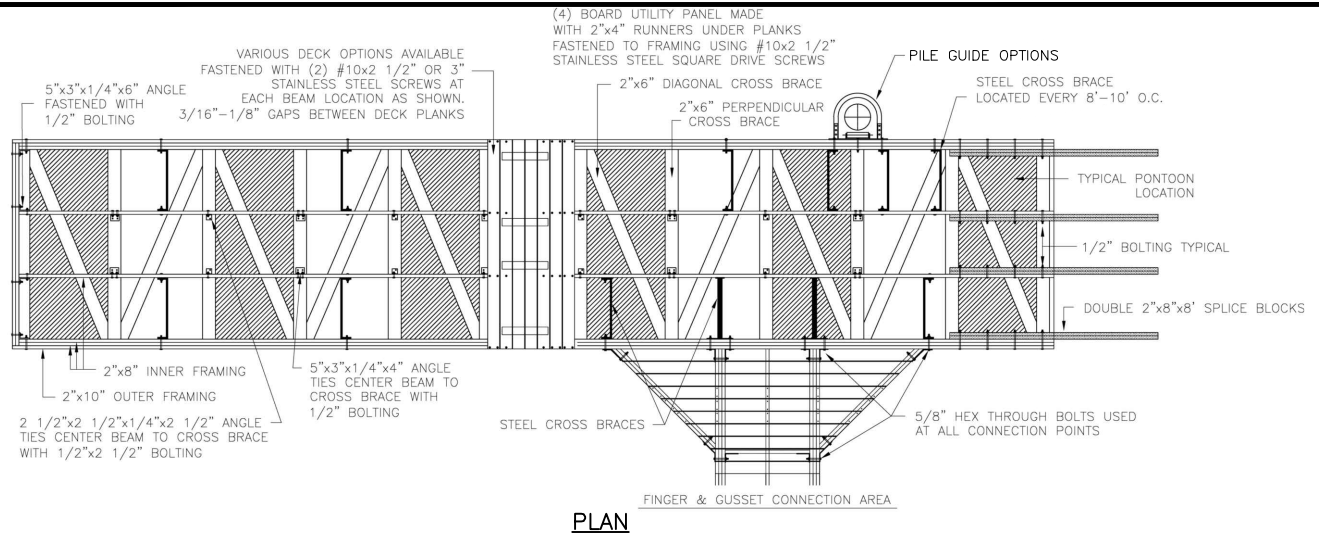 (4) BOARD UTILITY PANEL MADE
WITH 2"x4" RUNNERS UNDER PLANKS
FASTENED TO FRAMING USING #10x2 1/2"
STAINLESS STEEL SQUARE DRIVE SCREWS
VARIOUS DECK OPTIONS AVAILABLE
FASTENED WITH (2) #10x2 1/2" OR 3"
STAINLESS STEEL SCREWS AT
EACH BEAM LOCATION AS SHOWN.
3/16"-1/8" GAPS BETWEEN DECK PLANKS
5"x3"x1/4"x6" ANGLE
FASTENED WITH
1/2" BOLTING
2"x6" DIAGONAL CROSS BRACE
2"x6" PERPENDICULAR
CROSS BRACE
PILE GUIDE OPTIONS
STEEL CROSS BRACE
LOCATED EVERY 8'-10' O.C.
TYPICAL PONTOON
LOCATION
1/2" BOLTING TYPICAL
DOUBLE 2"x8"x8' SPLICE BLOCKS
2"x8" INNER FRAMING
2"x10" OUTER FRAMING
2 1/2"x2 1/2"x1/4"x2 1/2" ANGLE
TIES CENTER BEAM TO CROSS BRACE
WITH 1/2"x2 1/2" BOLTING
5"x3"x1/4"x4" ANGLE
TIES CENTER BEAM TO
CROSS BRACE WITH
1/2" BOLTING
STEEL CROSS BRACES
5/8" HEX THROUGH BOLTS USED
AT ALL CONNECTION POINTS
FINGER & GUSSET CONNECTION AREA
PLAN